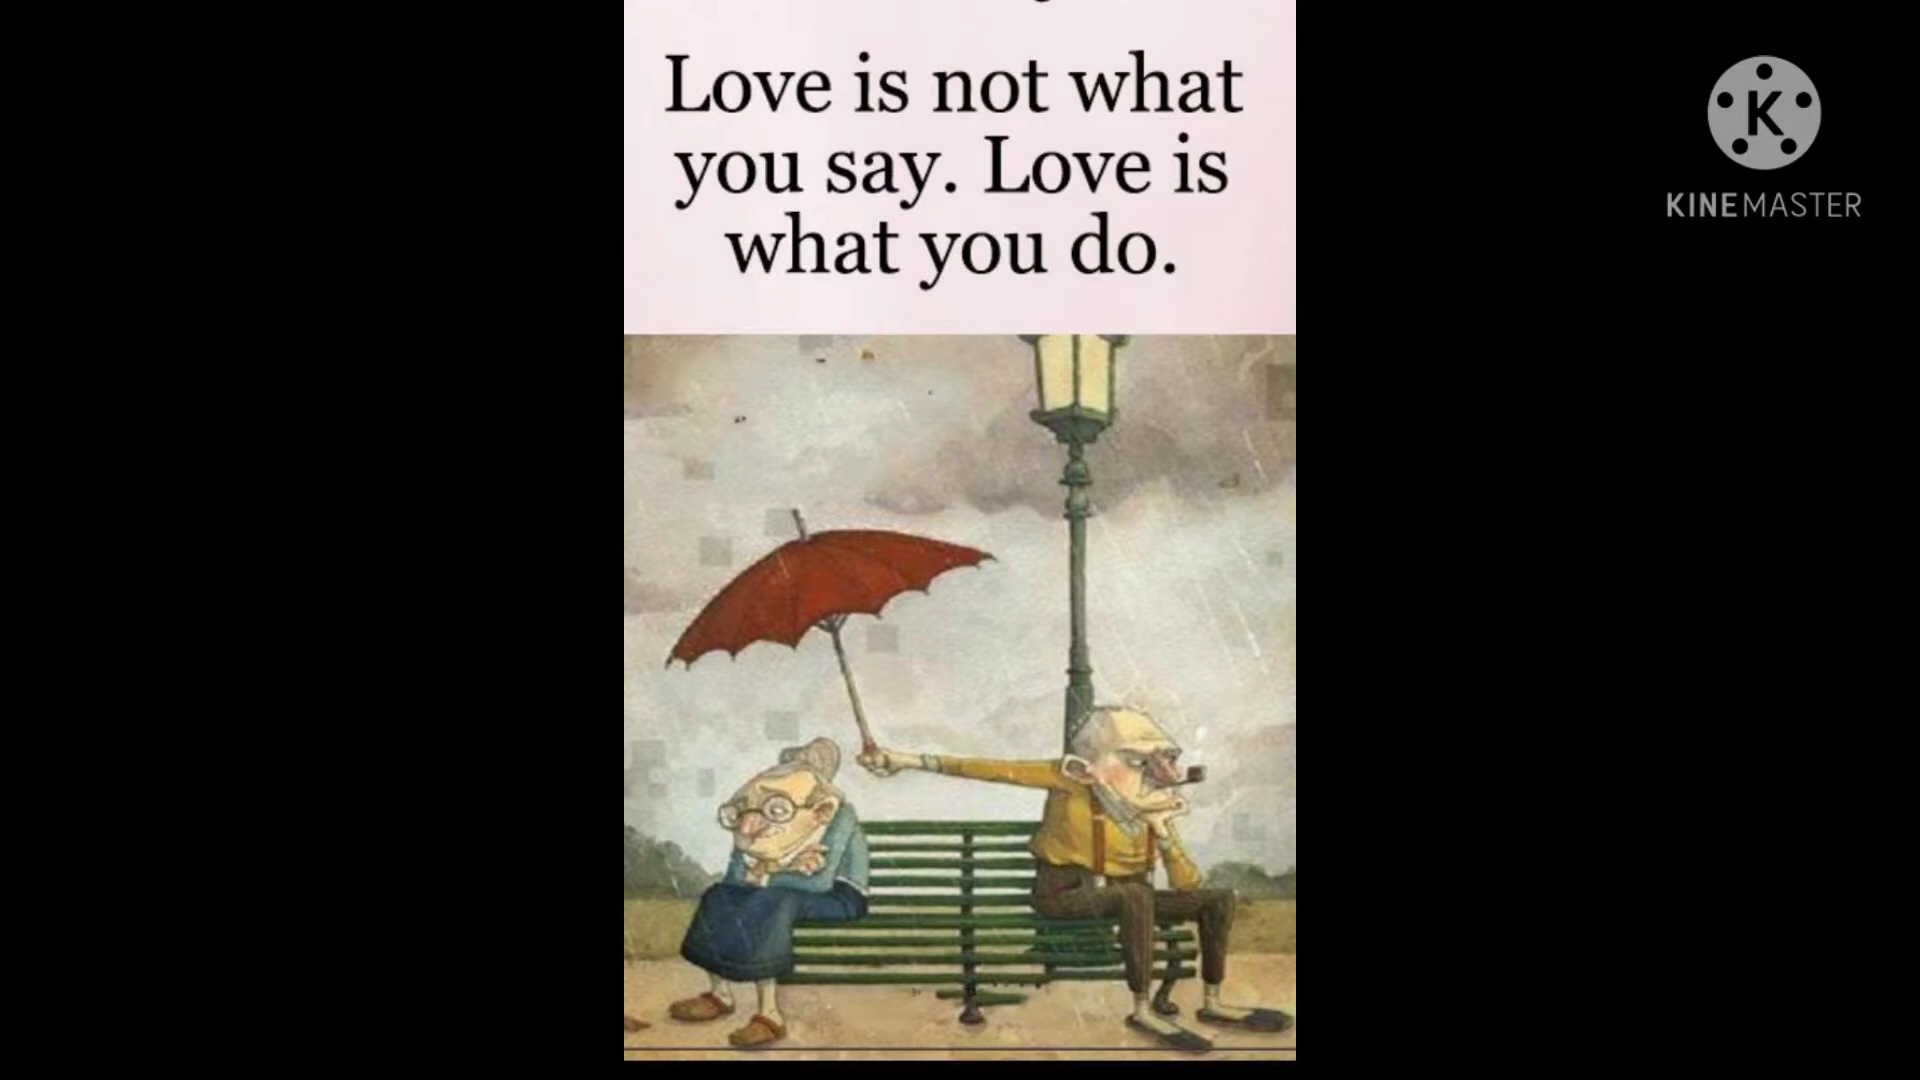 Love is not what
you say. Love is
what you do.
K
KINEMASTER